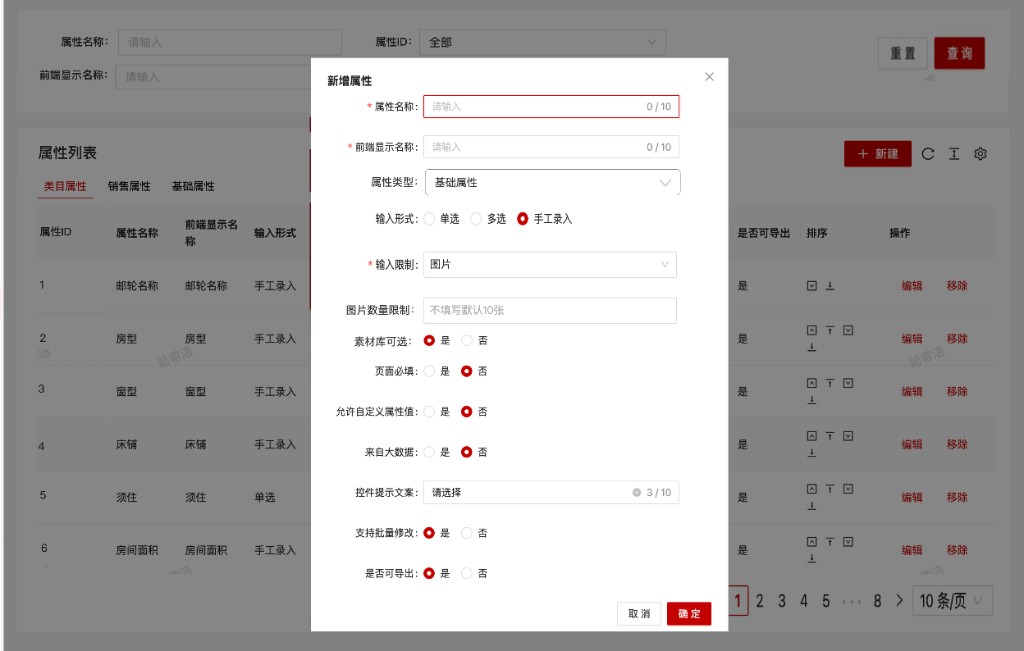 属性名称: 请输入 属性ID: 全部
重置 查询
前端显示名称: 请输入
属性列表
+ 新建
类目属性 销售属性 基础属性
属性ID 属性名称 前端显示名称 输入形式 是否可导出 排序 操作
1 邮轮名称 邮轮名称 手工录入 是 编辑 移除
2 房型 房型 手工录入 是 编辑 移除
3 窗型 窗型 手工录入 是 编辑 移除
4 床铺 床铺 手工录入 是 编辑 移除
5 须住 须住 单选 是 编辑 移除
6 房间面积 房间面积 手工录入 是 编辑 移除
1 2 3 4 5 ··· 8 > 10 条/页
新增属性
* 属性名称: 请输入 0 / 10
* 前端显示名称: 请输入 0 / 10
属性类型: 基础属性
输入形式: 单选 多选 手工录入
* 输入限制: 图片
图片数量限制: 不填写默认10张
素材库可选: 是 否
页面必填: 是 否
允许自定义属性值: 是 否
来自大数据: 是 否
控件提示文案: 请选择 3 / 10
支持批量修改: 是 否
是否可导出: 是 否
取消 确定